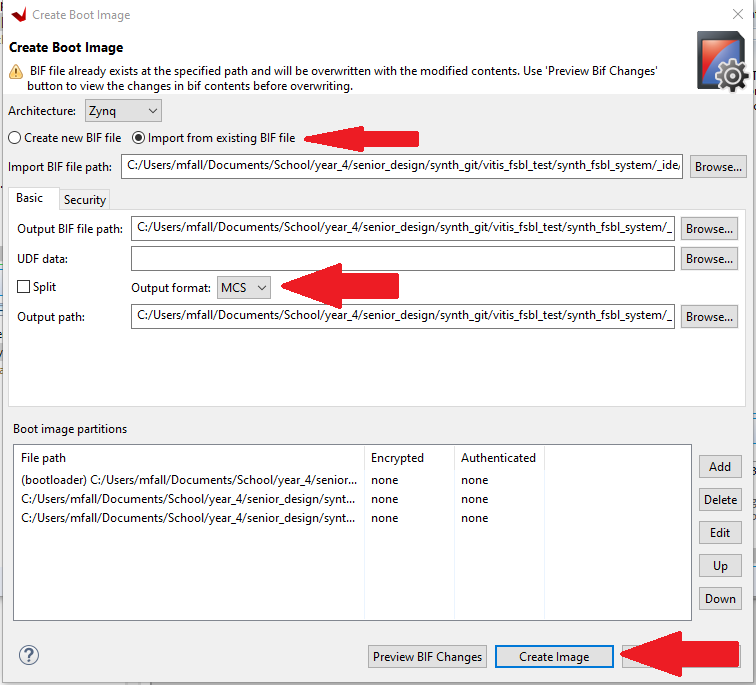 Create Boot Image
Create Boot Image
BIF file already exists at the specified path and will be overwritten with the modified contents. Use 'Preview Bif Changes'
button to view the changes in bif contents before overwriting.
Architecture: Zynq
Create new BIF file Import from existing BIF file
Import BIF file path: C:/Users/mfall/Documents/School/year_4/senior_design/synth_git/vitis_fsbl_test/synth_fsbl_system/_ide/ Browse...
Basic Security
Output BIF file path: C:/Users/mfall/Documents/School/year_4/senior_design/synth_git/vitis_fsbl_test/synth_fsbl_system/_ Browse...
UDF data: Browse...
Split Output format: MCS
Output path: C:/Users/mfall/Documents/School/year_4/senior_design/synth_git/vitis_fsbl_test/synth_fsbl_system/_ Browse...
Boot image partitions
File path Encrypted Authenticated
(bootloader) C:/Users/mfall/Documents/School/year_4/senior... none none
C:/Users/mfall/Documents/School/year_4/senior_design/synt... none none
C:/Users/mfall/Documents/School/year_4/senior_design/synt... none none
Add
Delete
Edit
Up
Down
? Preview BIF Changes Create Image